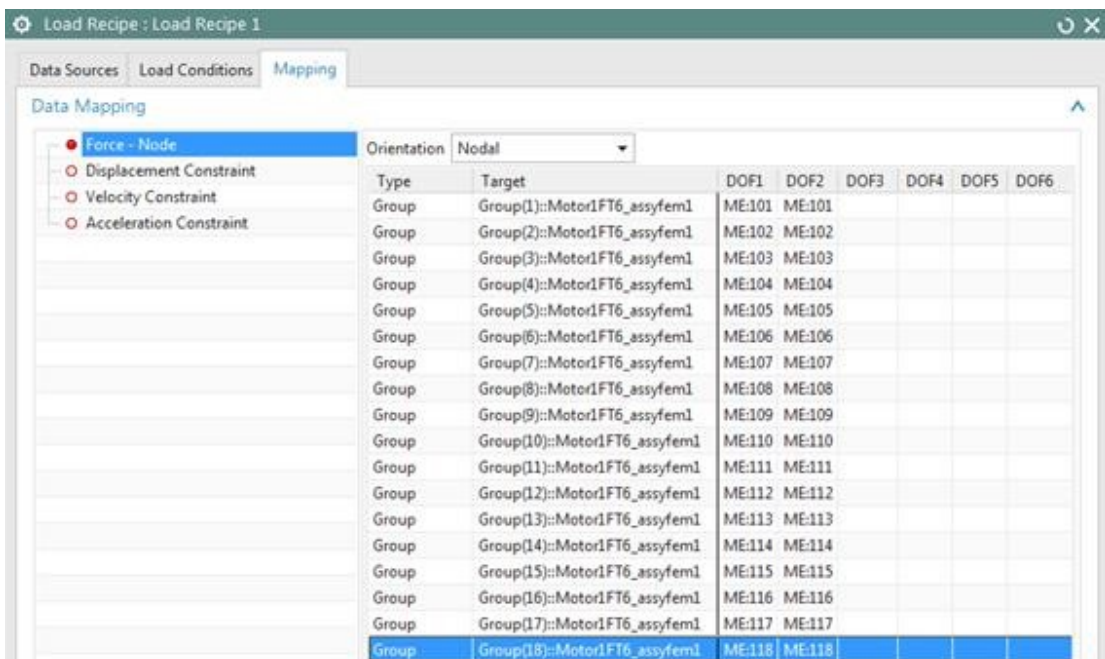 Load Recipe : Load Recipe 1
Data Sources Load Conditions Mapping
Data Mapping
Force - Node
Displacement Constraint
Velocity Constraint
Acceleration Constraint
Orientation Nodal
Type Target DOF1 DOF2 DOF3 DOF4 DOF5 DOF6
Group Group(1)::Motor1FT6_assyfem1 ME:101 ME:101
Group Group(2)::Motor1FT6_assyfem1 ME:102 ME:102
Group Group(3)::Motor1FT6_assyfem1 ME:103 ME:103
Group Group(4)::Motor1FT6_assyfem1 ME:104 ME:104
Group Group(5)::Motor1FT6_assyfem1 ME:105 ME:105
Group Group(6)::Motor1FT6_assyfem1 ME:106 ME:106
Group Group(7)::Motor1FT6_assyfem1 ME:107 ME:107
Group Group(8)::Motor1FT6_assyfem1 ME:108 ME:108
Group Group(9)::Motor1FT6_assyfem1 ME:109 ME:109
Group Group(10)::Motor1FT6_assyfem1 ME:110 ME:110
Group Group(11)::Motor1FT6_assyfem1 ME:111 ME:111
Group Group(12)::Motor1FT6_assyfem1 ME:112 ME:112
Group Group(13)::Motor1FT6_assyfem1 ME:113 ME:113
Group Group(14)::Motor1FT6_assyfem1 ME:114 ME:114
Group Group(15)::Motor1FT6_assyfem1 ME:115 ME:115
Group Group(16)::Motor1FT6_assyfem1 ME:116 ME:116
Group Group(17)::Motor1FT6_assyfem1 ME:117 ME:117
Group Group(18)::Motor1FT6_assyfem1 ME:118 ME:118